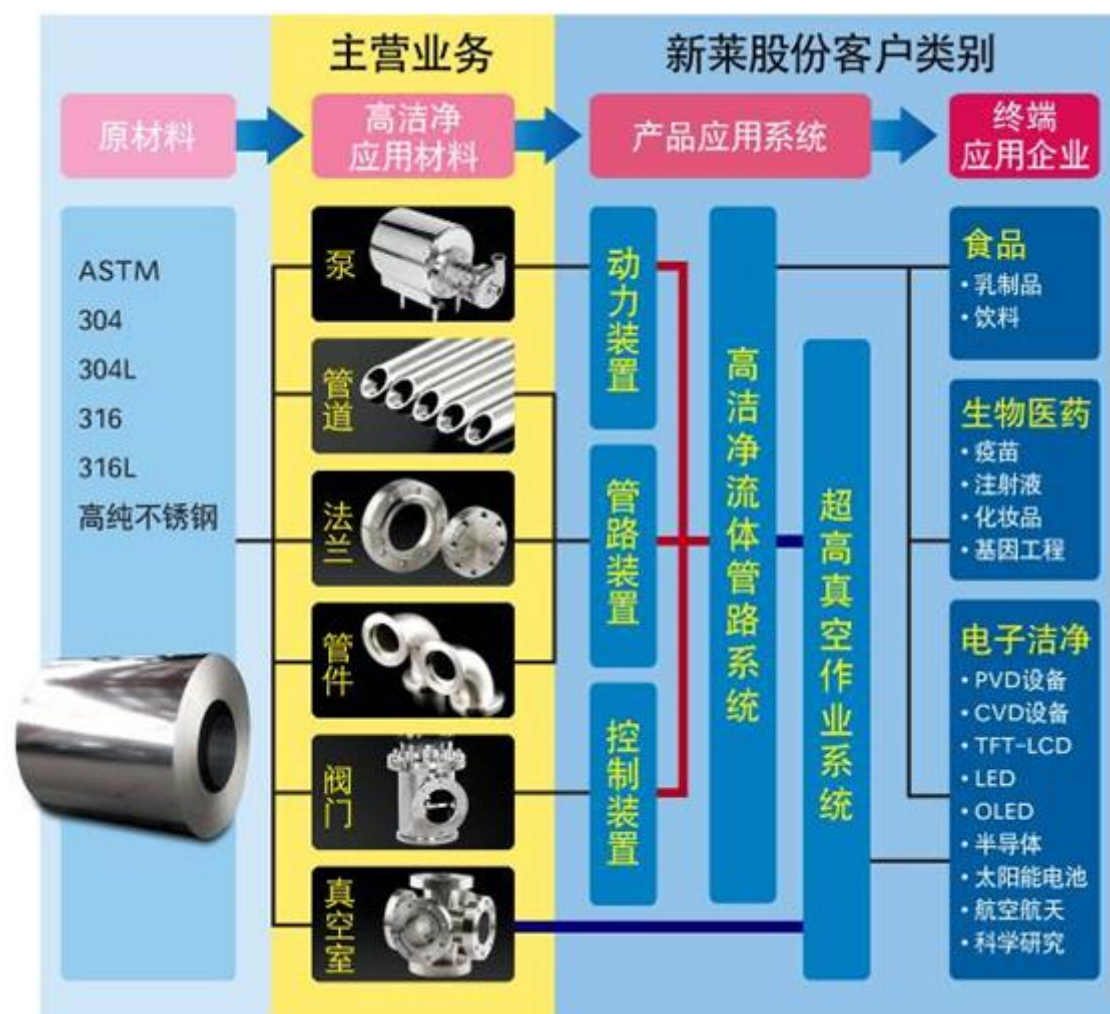 主营业务
新莱股份客户类别
原材料
高洁净
应用材料
产品应用系统
终端
应用企业
ASTM
304
304L
316
316L
高纯不锈钢
泵
管道
法兰
管件
阀门
真空室
动力装置
管路装置
控制装置
高洁净流体管路系统
超高真空作业系统
食品
• 乳制品
• 饮料
生物医药
• 疫苗
• 注射液
• 化妆品
• 基因工程
电子洁净
• PVD设备
• CVD设备
• TFT-LCD
• LED
• OLED
• 半导体
• 太阳能电池
• 航空航天
• 科学研究